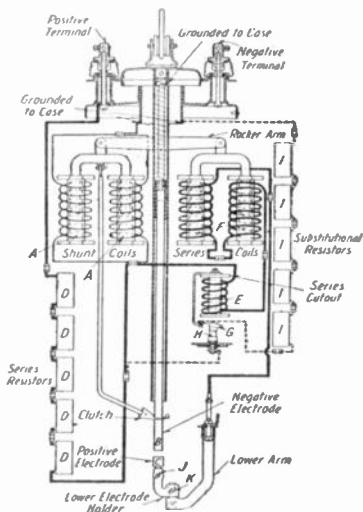 Positive
Terminal
Grounded to Case
Negative
Terminal
Grounded
to Case
Rocker Arm
A
Shunt
Coils
A
Series
Coils
F
Substitutional
Resistors
I
I
I
I
I
Series
Cutout
E
H
G
D
D
D
D
D
Series
Resistors
Clutch
Negative
Electrode
B
Positive
Electrode
J
K
Lower Arm
Lower Electrode
Holder